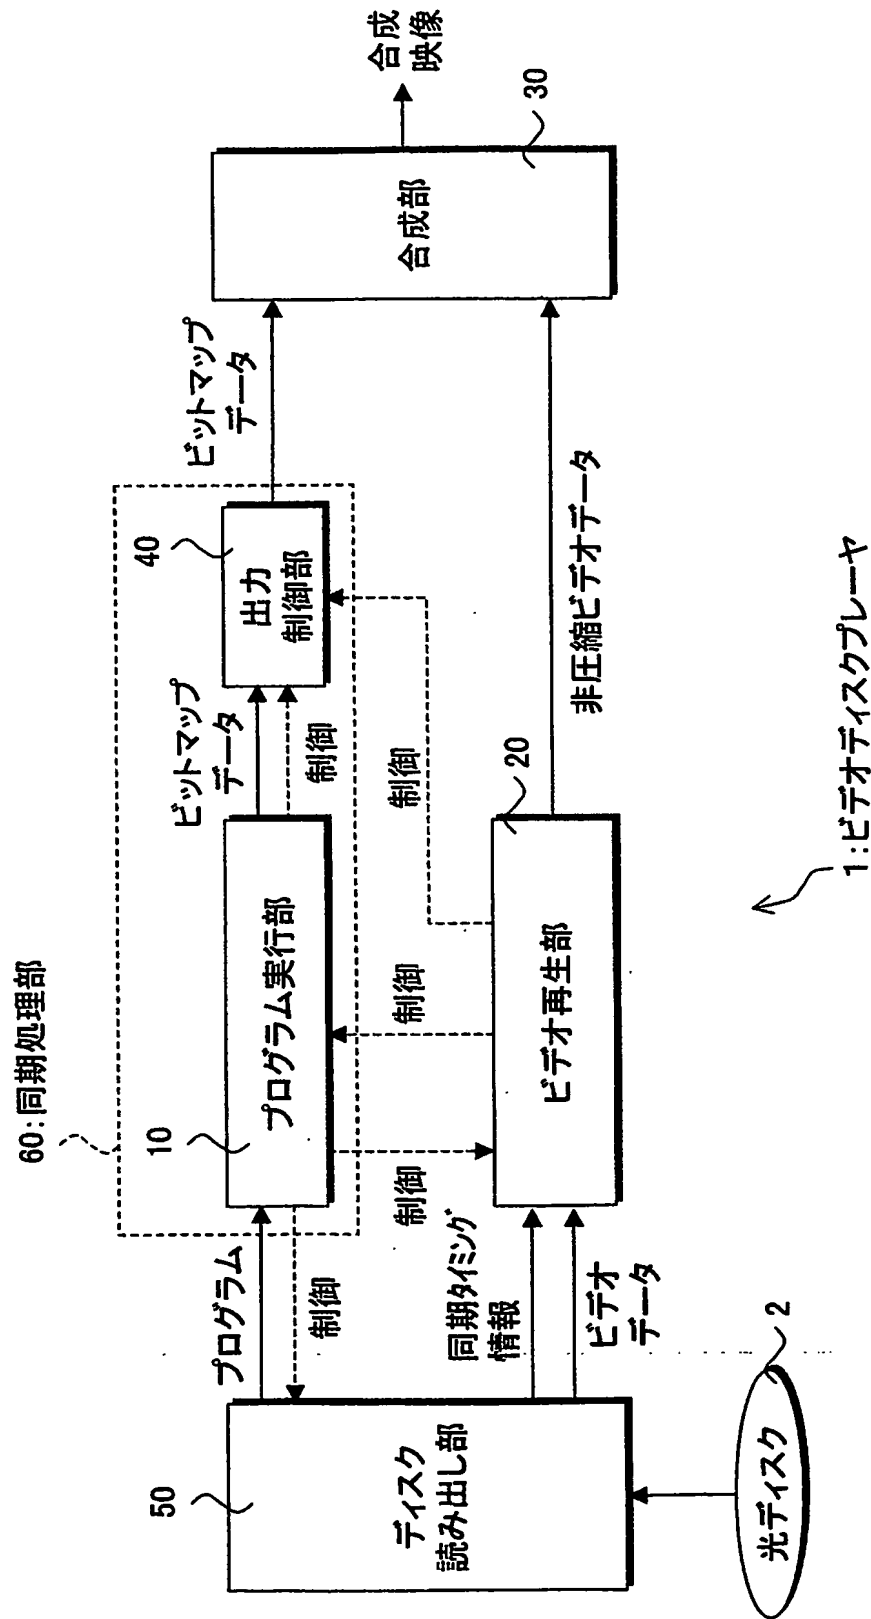 60:同期処理部
50
ディスク
読み出し部
光ディスク
2
プログラム
制御
同期タイミング
情報
ビデオ
データ
10
プログラム実行部
制御
制御
制御
ビデオ再生部
20
ビットマップ
データ
制御
40
出力
制御部
ビットマップ
データ
非圧縮ビデオデータ
合成部
30
合成
映像
1:ビデオディスクプレーヤ